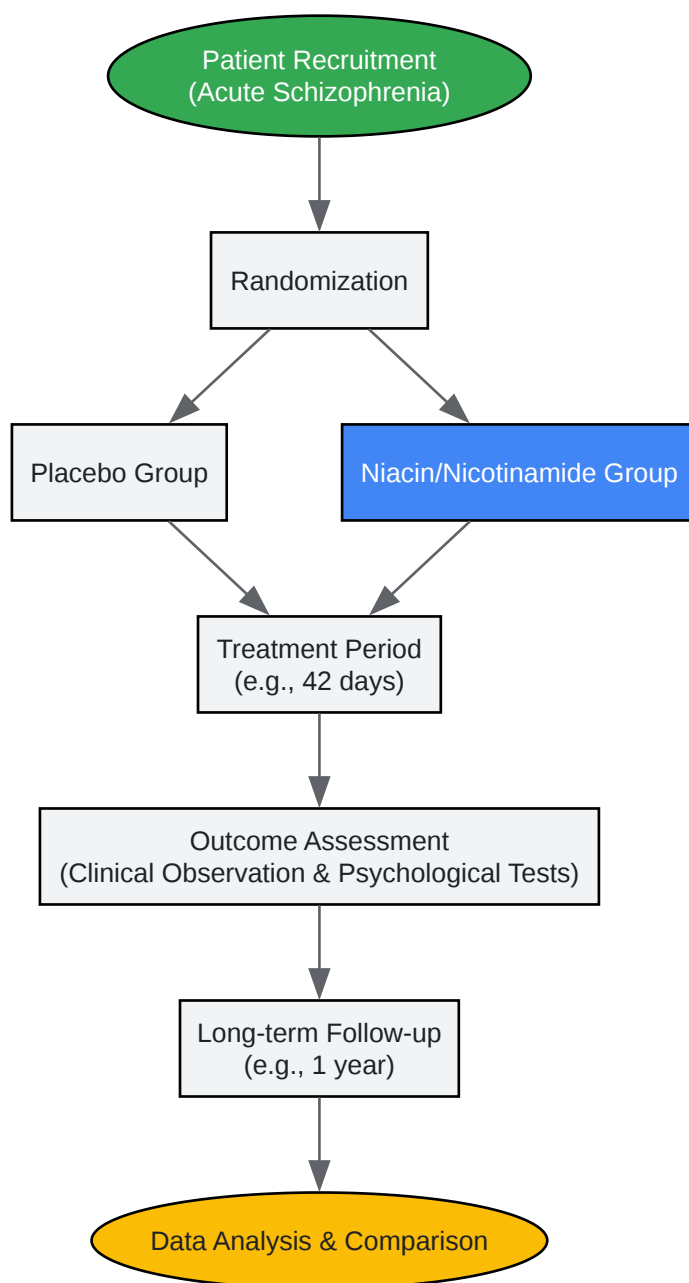 Patient Recruitment
(Acute Schizophrenia)
Randomization
Placebo Group
Niacin/Nicotinamide Group
Treatment Period
(e.g., 42 days)
Outcome Assessment
(Clinical Observation & Psychological Tests)
Long-term Follow-up
(e.g., 1 year)
Data Analysis & Comparison